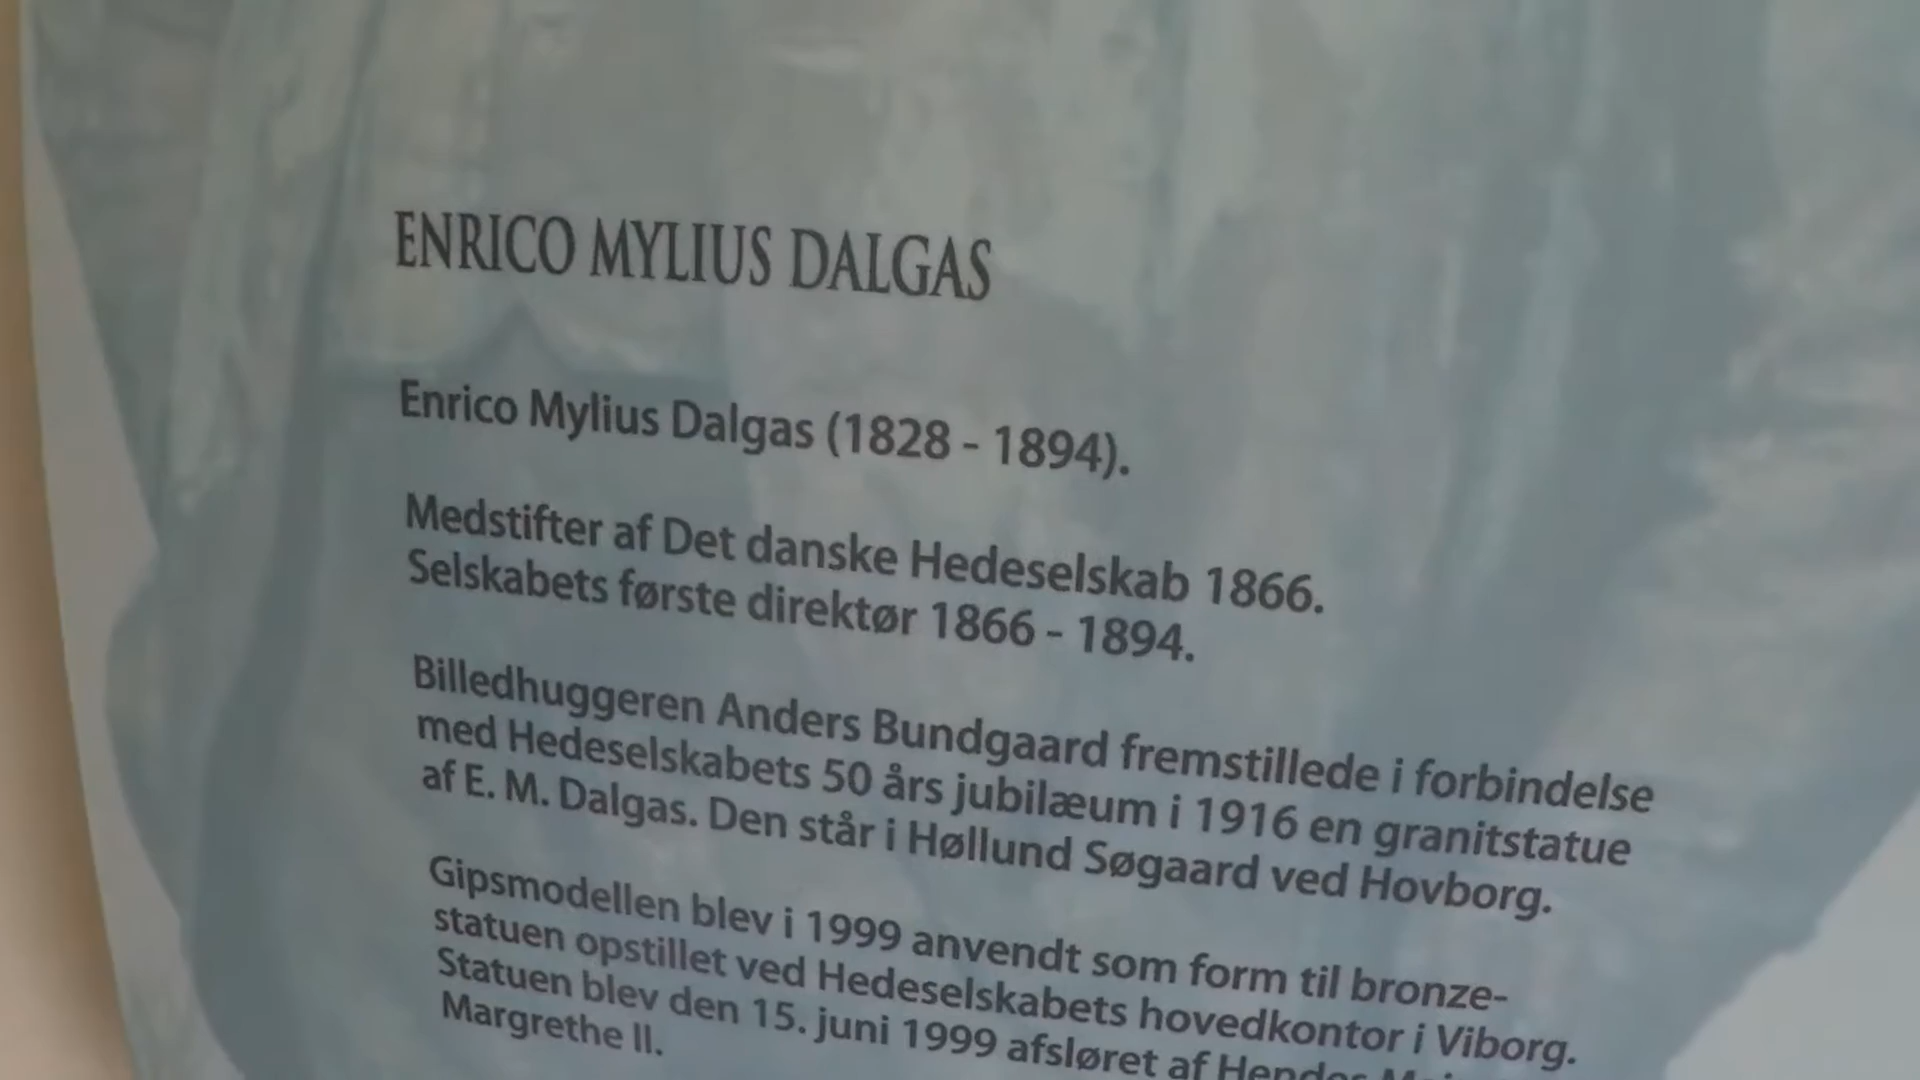 ENRICO MYLIUS DALGAS
Enrico Mylius Dalgas (1828 - 1894).
Medstifter af Det danske Hedeselskab 1866.
Selskabets første direktør 1866 - 1894.
Billedhuggeren Anders Bundgaard fremstillede i forbindelse
med Hedeselskabets 50 års jubilæum i 1916 en granitstatue
af E. M. Dalgas. Den står i Høllund Søgaard ved Hovborg.
Gipsmodellen blev i 1999 anvendt som form til bronze-
statuen opstillet ved Hedeselskabets hovedkontor i Viborg.
Statuen blev den 15. juni 1999 afsløret af Hendes
Margrethe II.